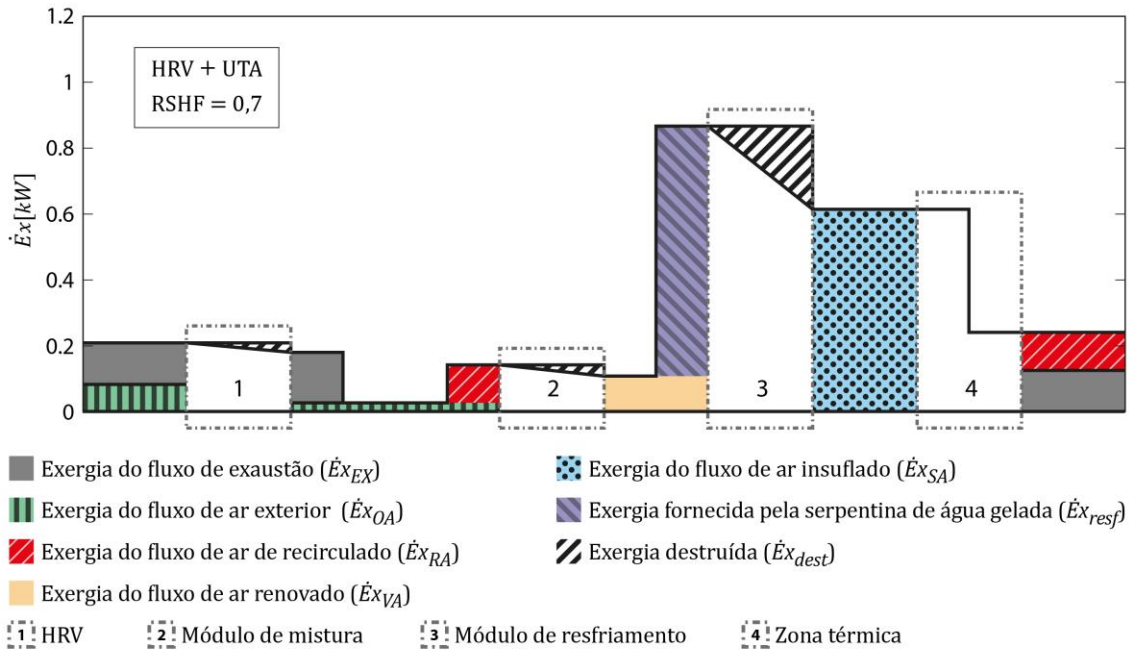 1.2
HRV + UTA
RSHF = 0,7
1
0.8
0.6
0.4
0.2
0
Ėx[kW]
1
2
3
4
Exergia do fluxo de exaustão (Ėx_EX)
Exergia do fluxo de ar exterior (Ėx_OA)
Exergia do fluxo de ar de recirculado (Ėx_RA)
Exergia do fluxo de ar renovado (Ėx_VA)
Exergia do fluxo de ar insuflado (Ėx_SA)
Exergia fornecida pela serpentina de água gelada (Ėx_resf)
Exergia destruída (Ėx_dest)
1 HRV
2 Módulo de mistura
3 Módulo de resfriamento
4 Zona térmica